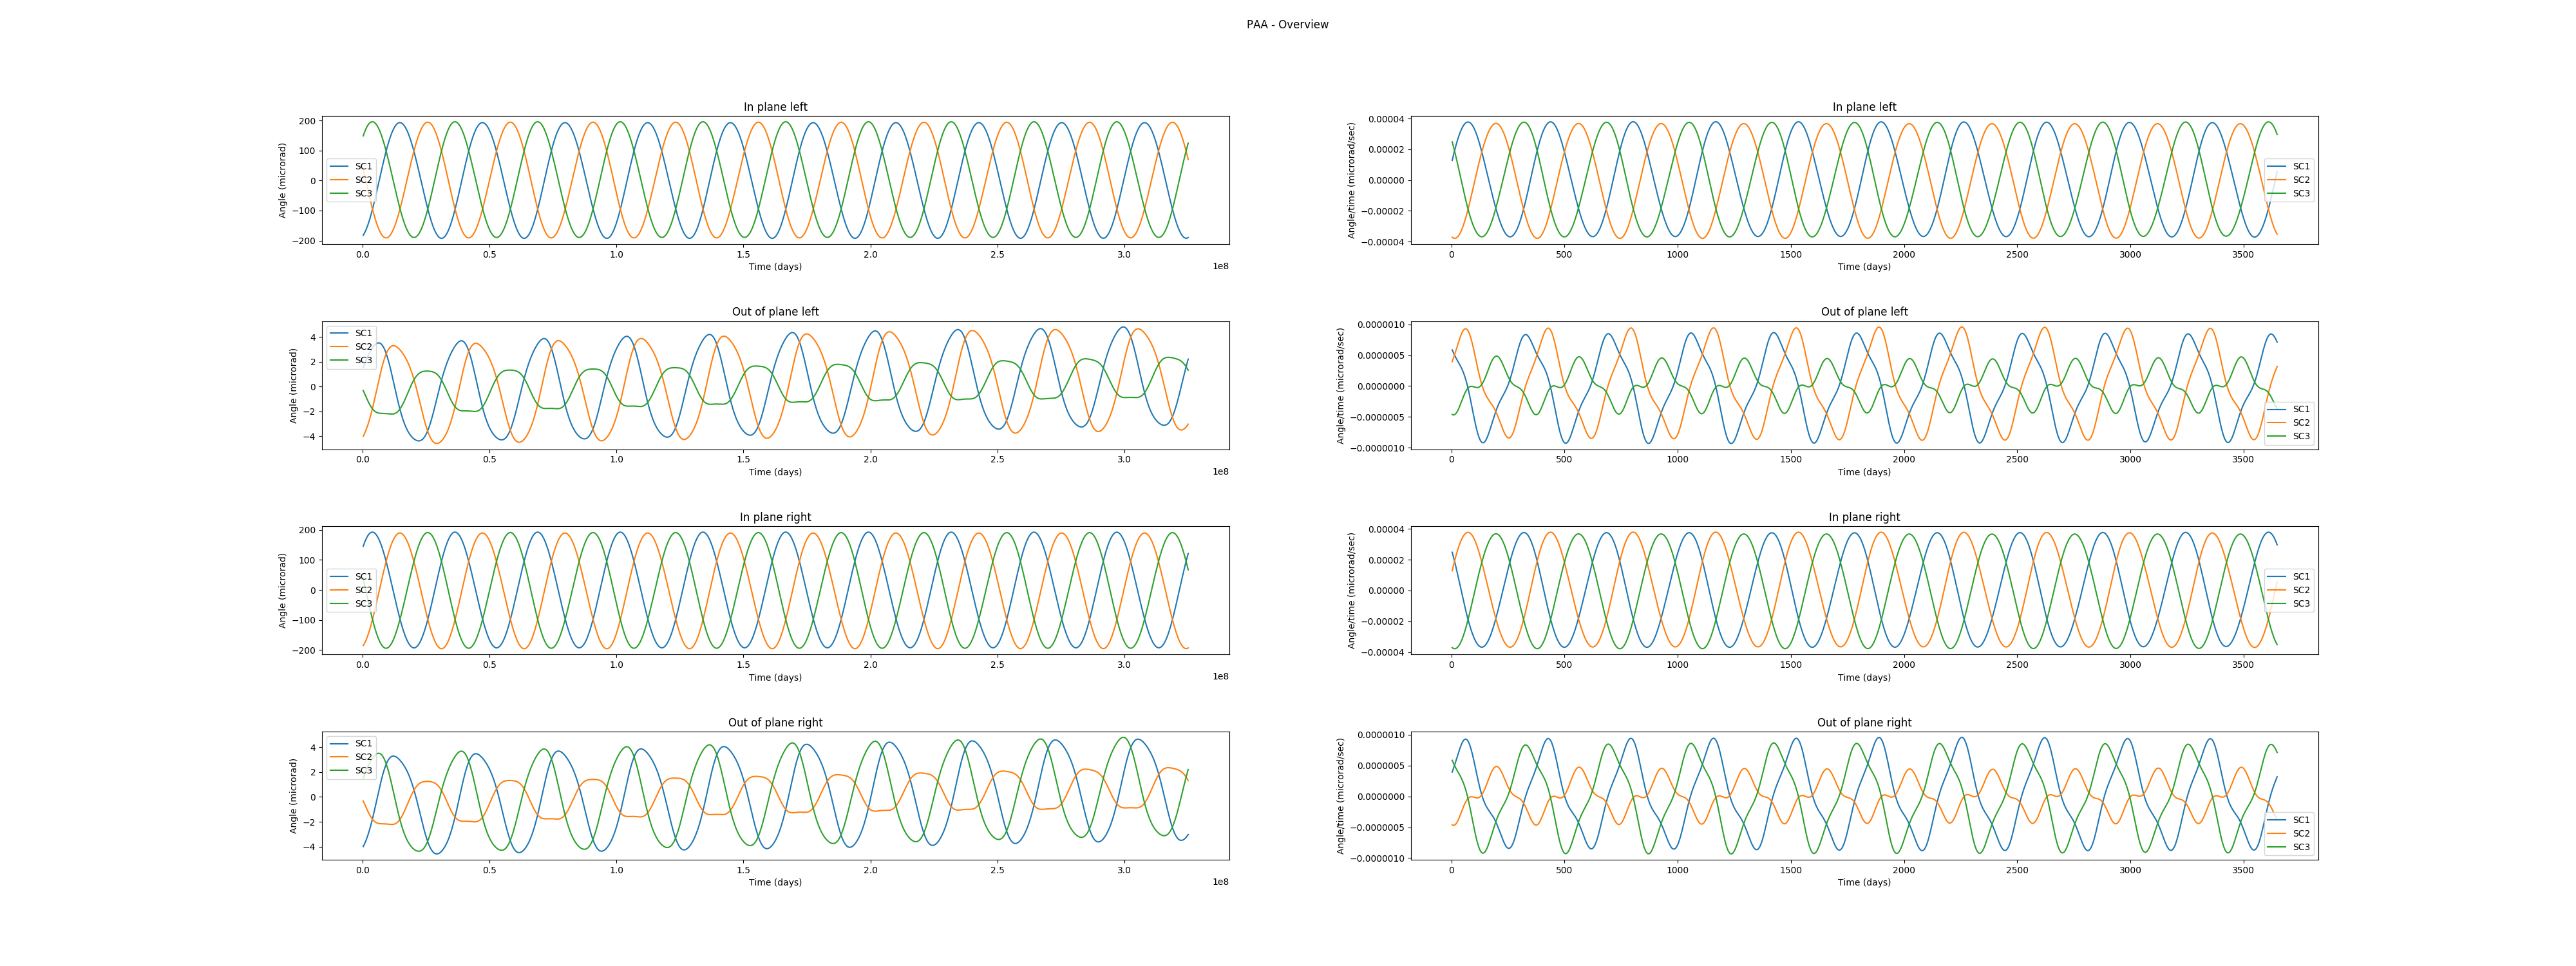 PAA - Overview
In plane left
Angle (microrad)
200
100
0
−100
−200
SC1
SC2
SC3
0.0 0.5 1.0 1.5 2.0 2.5 3.0
1e8
Time (days)
In plane left
Angle/time (microrad/sec)
0.00004
0.00002
0.00000
−0.00002
−0.00004
SC1
SC2
SC3
0 500 1000 1500 2000 2500 3000 3500
Time (days)
Out of plane left
Angle (microrad)
4
2
0
−2
−4
SC1
SC2
SC3
0.0 0.5 1.0 1.5 2.0 2.5 3.0
1e8
Time (days)
Out of plane left
Angle/time (microrad/sec)
0.0000010
0.0000005
0.0000000
−0.0000005
−0.0000010
SC1
SC2
SC3
0 500 1000 1500 2000 2500 3000 3500
Time (days)
In plane right
Angle (microrad)
200
100
0
−100
−200
SC1
SC2
SC3
0.0 0.5 1.0 1.5 2.0 2.5 3.0
1e8
Time (days)
In plane right
Angle/time (microrad/sec)
0.00004
0.00002
0.00000
−0.00002
−0.00004
SC1
SC2
SC3
0 500 1000 1500 2000 2500 3000 3500
Time (days)
Out of plane right
Angle (microrad)
4
2
0
−2
−4
SC1
SC2
SC3
0.0 0.5 1.0 1.5 2.0 2.5 3.0
1e8
Time (days)
Out of plane right
Angle/time (microrad/sec)
0.0000010
0.0000005
0.0000000
−0.0000005
−0.0000010
SC1
SC2
SC3
0 500 1000 1500 2000 2500 3000 3500
Time (days)